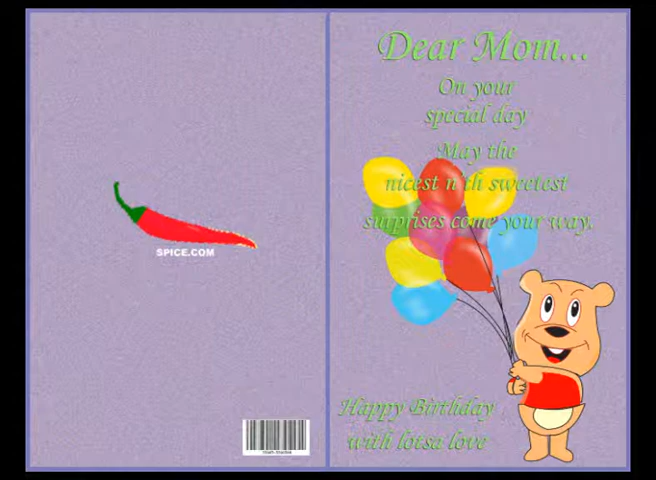 SPICE.COM
Dear Mom...
On your
special day
May the
nicest n th sweetest
surprises come your way.
Happy Birthday
with lotsa love